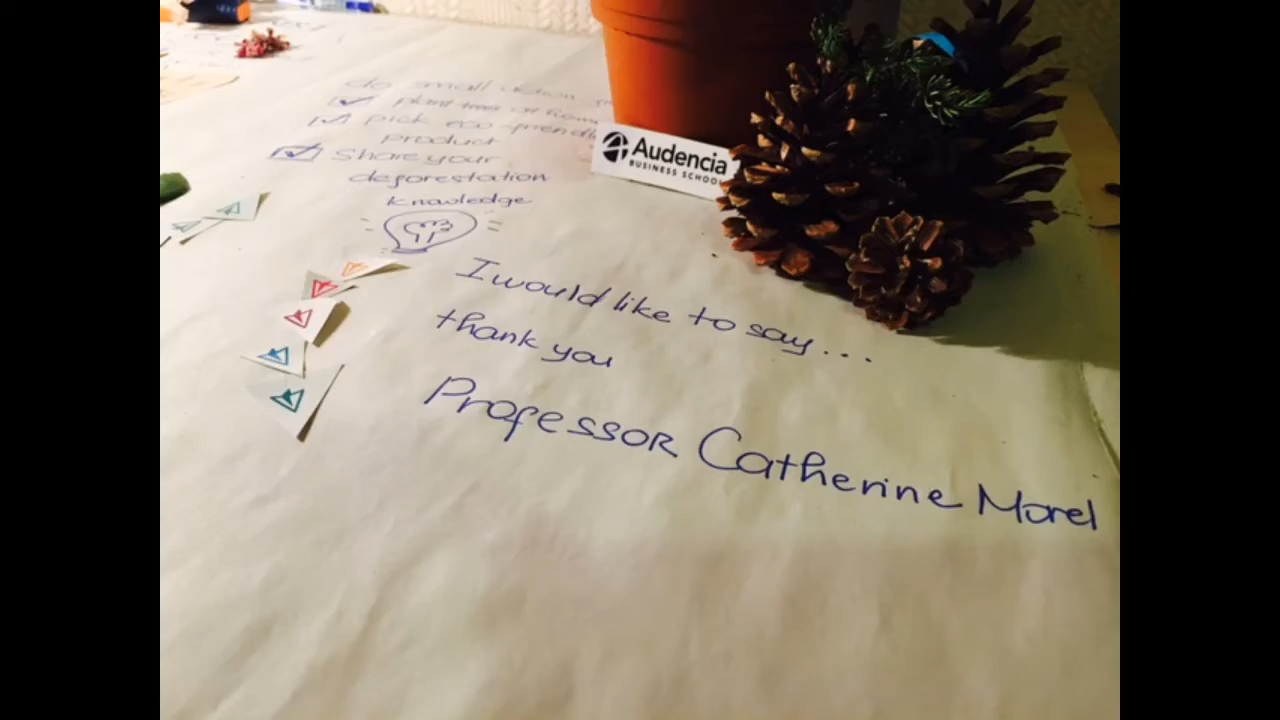 do small action
plant trees at home
pick eco-friendly
product
Share your
deforestation
knowledge
Audencia
BUSINESS SCHOOL
I would like to say...
thank you
Professor Catherine Morel